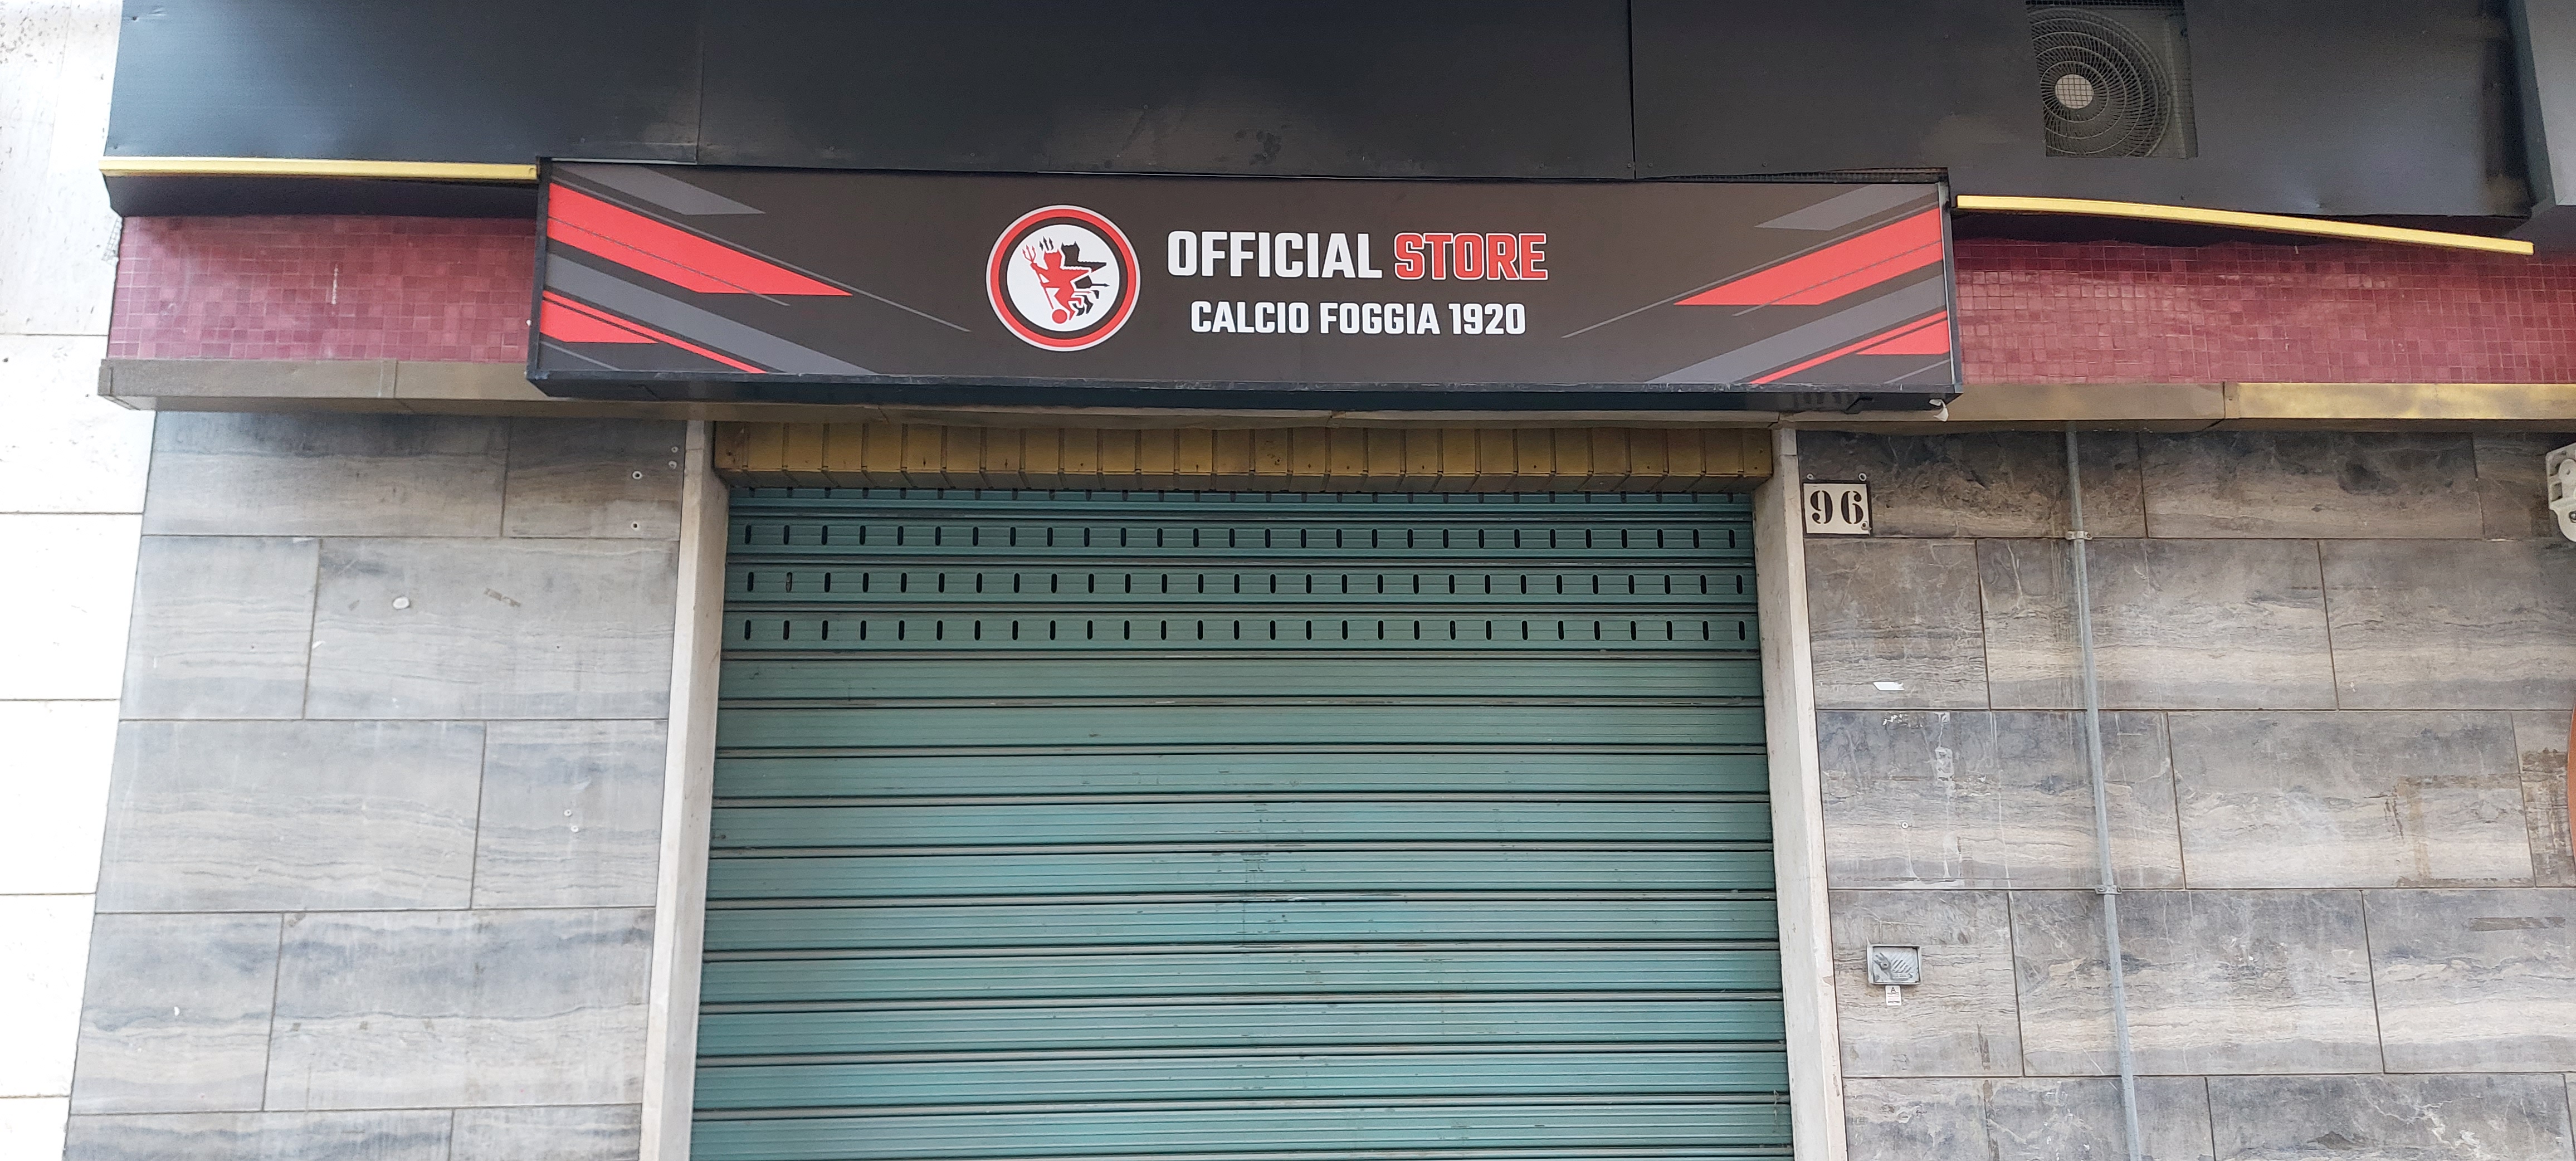 OFFICIAL STORE
CALCIO FOGGIA 1920
96